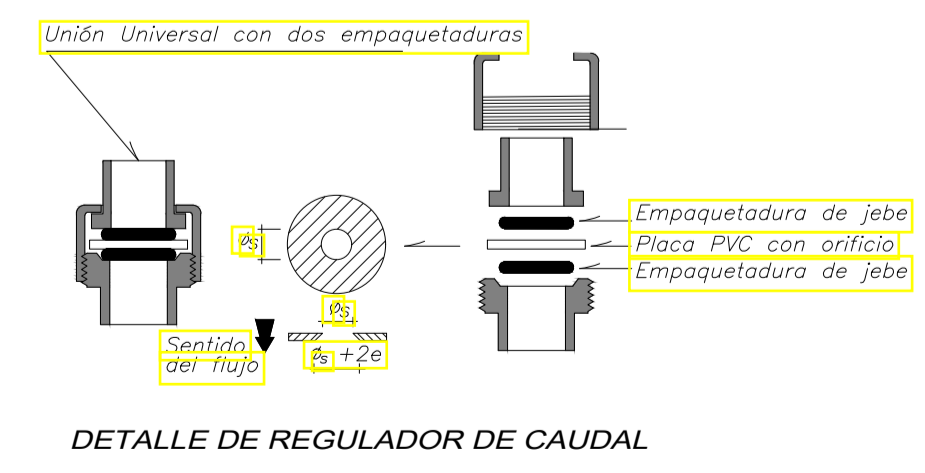 Unión Universal con dos empaquetaduras
Empaquetadura de jebe
Placa PVC con orificio
Empaquetadura de jebe
øs
øs
øs +2e
Sentido
del flujo
DETALLE DE REGULADOR DE CAUDAL